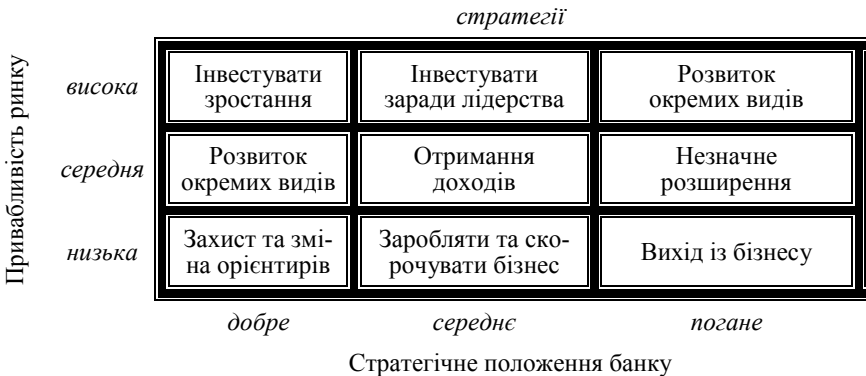 стратегії
Привабливість ринку
висока
Інвестувати
зростання
Інвестувати
заради лідерства
Розвиток
окремих видів
середня
Розвиток
окремих видів
Отримання
доходів
Незначне
розширення
низька
Захист та змі-
на орієнтирів
Заробляти та ско-
рочувати бізнес
Вихід із бізнесу
добре
середнє
погане
Стратегічне положення банку